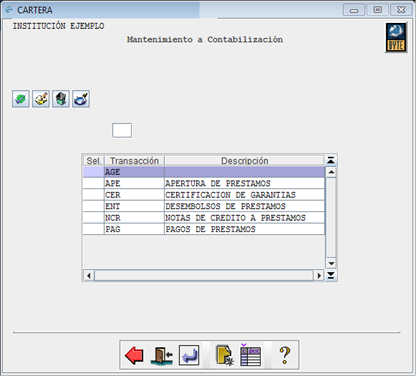 CARTERA
INSTITUCIÓN EJEMPLO
Mantenimiento a Contabilización
BYTE
Sel. Transacción Descripción
AGE
APE APERTURA DE PRESTAMOS
CER CERTIFICACION DE GARANTIAS
ENT DESEMBOLSOS DE PRESTAMOS
NCR NOTAS DE CREDITO A PRESTAMOS
PAG PAGOS DE PRESTAMOS
?